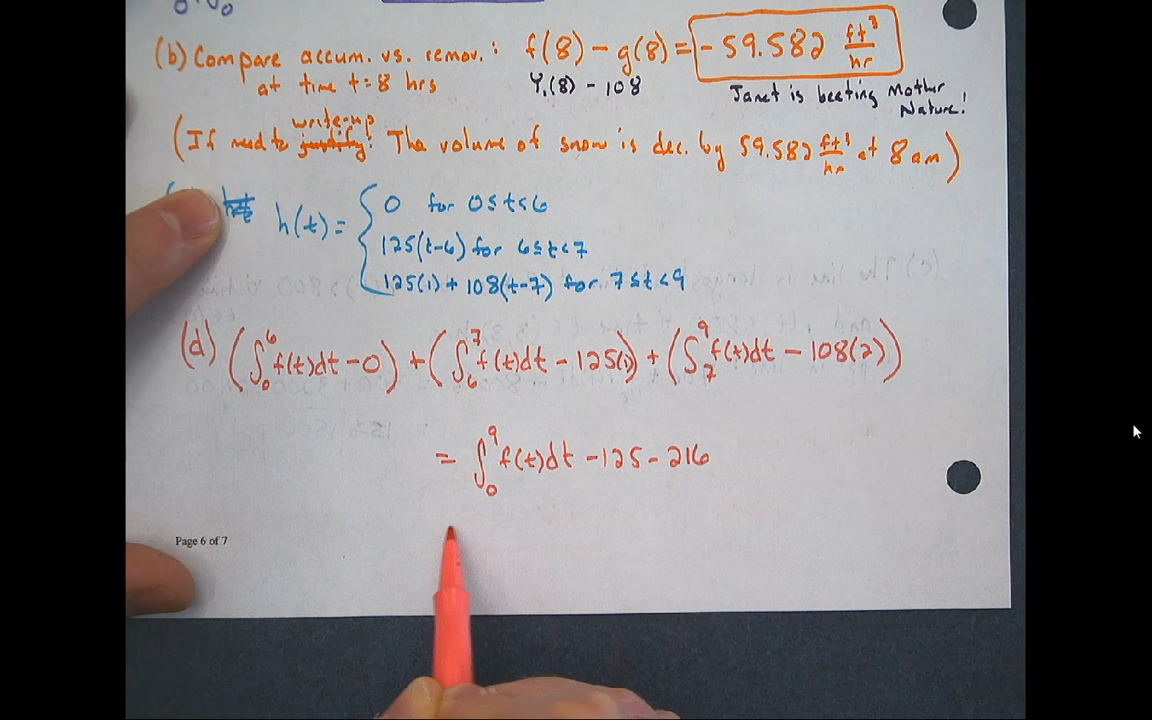 (b) Compare accum. vs. remov.: f(8) - g(8) = -59.582 ft³/hr
at time t=8 hrs Y₁(8) - 108 Janet is beating Mother Nature!
write-up
(If need to justify! The volume of snow is dec. by 59.582 ft³/hr at 8 am)
h(t) = { 0 for 0≤t<6
125(t-6) for 6≤t<7
125(1) + 108(t-7) for 7≤t<9
(d) (∫₀⁶ f(t)dt - 0) + (∫₆⁷ f(t)dt - 125(1)) + (∫₇⁹ f(t)dt - 108(2))
= ∫₀⁹ f(t)dt - 125 - 216
Page 6 of 7